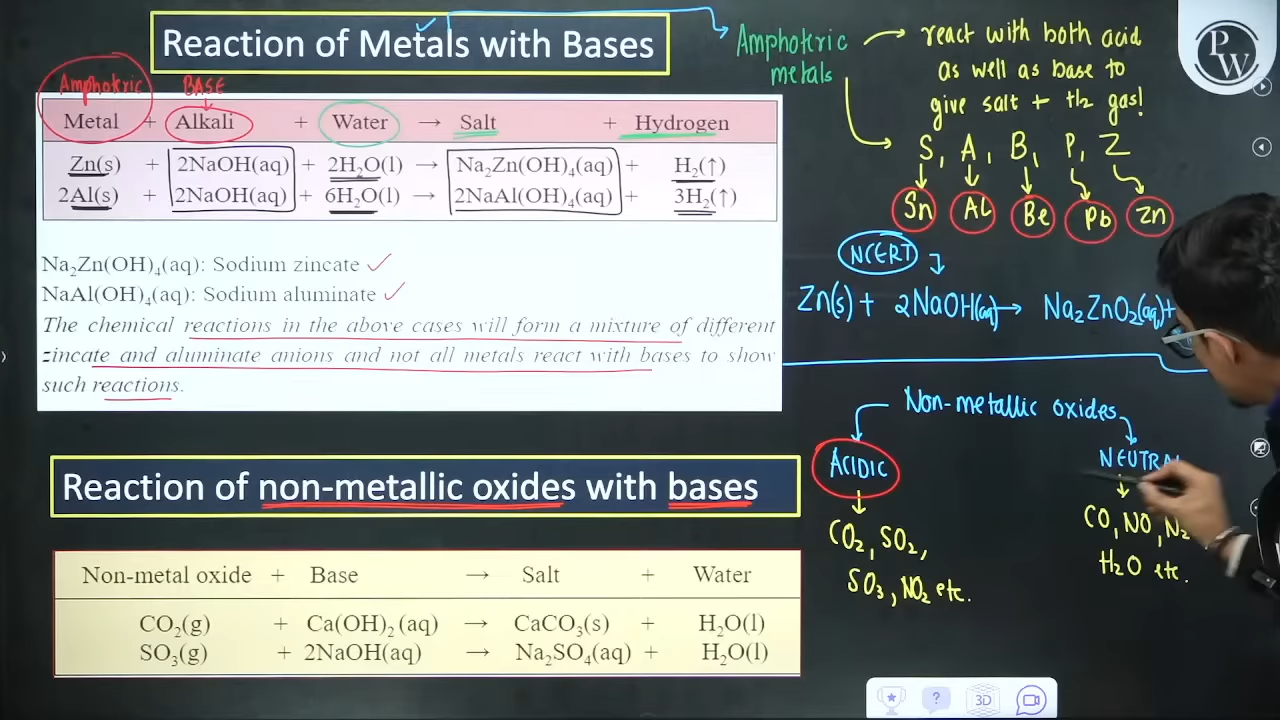 Reaction of Metals with Bases
Amphoteric Metal + BASE Alkali + Water → Salt + Hydrogen
Zn(s) + 2NaOH(aq) + 2H₂O(l) → Na₂Zn(OH)₄(aq) + H₂(↑)
2Al(s) + 2NaOH(aq) + 6H₂O(l) → 2NaAl(OH)₄(aq) + 3H₂(↑)
Na₂Zn(OH)₄(aq): Sodium zincate ✓
NaAl(OH)₄(aq): Sodium aluminate ✓
The chemical reactions in the above cases will form a mixture of different
zincate and aluminate anions and not all metals react with bases to show
such reactions.
Amphoteric
metals
react with both acid
as well as base to
give salt + H₂ gas!
S, A, B, P, Z
Sn Al Be Pb Zn
NCERT
Zn(s) + 2NaOH(aq) → Na₂ZnO₂(aq) +
Reaction of non-metallic oxides with bases
Non-metal oxide + Base → Salt + Water
CO₂(g) + Ca(OH)₂ (aq) → CaCO₃(s) + H₂O(l)
SO₃(g) + 2NaOH(aq) → Na₂SO₄(aq) + H₂O(l)
Non-metallic oxides
ACIDIC
CO₂, SO₂,
SO₃, NO₂ etc.
NEUTRAL
CO, NO, N₂
H₂O etc.
PW
?
3D